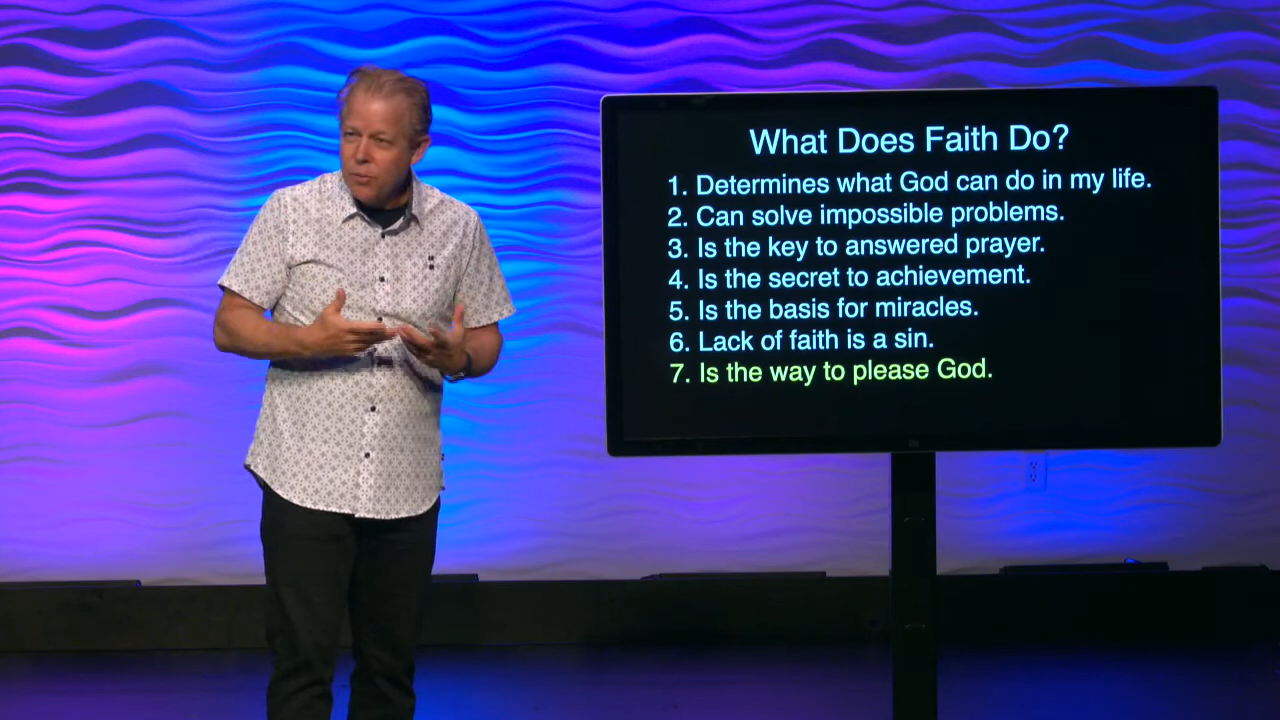 What Does Faith Do?
1. Determines what God can do in my life.
2. Can solve impossible problems.
3. Is the key to answered prayer.
4. Is the secret to achievement.
5. Is the basis for miracles.
6. Lack of faith is a sin.
7. Is the way to please God.